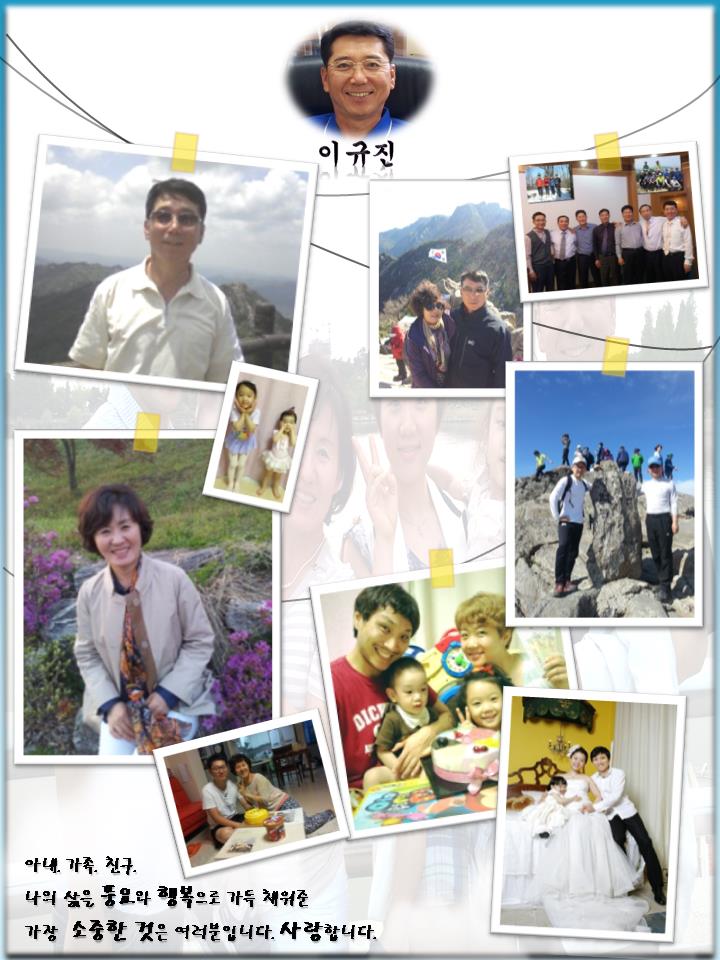 이규진
DICK
아내. 가족. 친구.
나의 삶을 풍요와 행복으로 가득 채워준
가장 소중한 것은 여러분입니다. 사랑합니다.